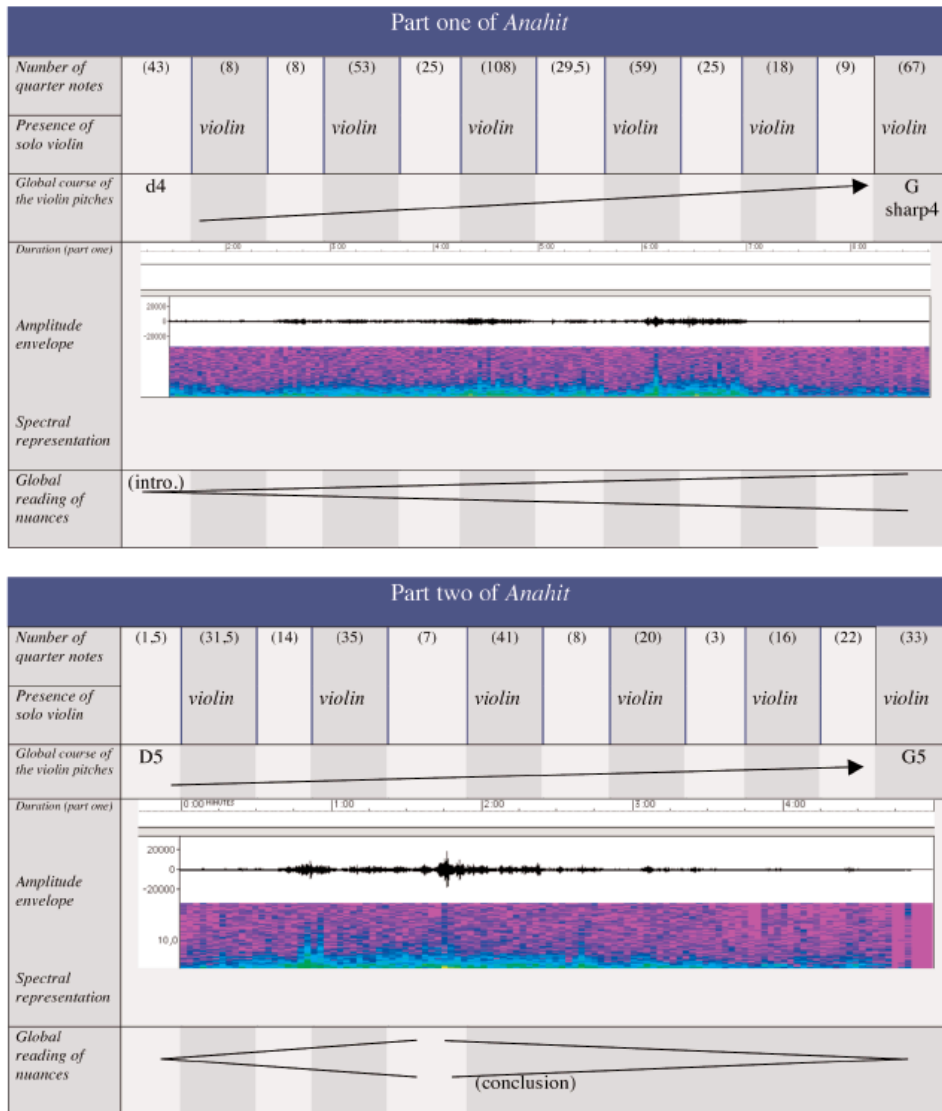 Part one of Anahit
Number of quarter notes (43) (8) (8) (53) (25) (108) (29,5) (59) (25) (18) (9) (67)
Presence of solo violin violin violin violin violin violin violin
Global course of the violin pitches d4 G sharp4
Duration (part one) 2:00 3:00 4:00 5:00 6:00 7:00 8:00
Amplitude envelope 20000 0 -20000
Spectral representation
Global reading of nuances (intro.)
Part two of Anahit
Number of quarter notes (1,5) (31,5) (14) (35) (7) (41) (8) (20) (3) (16) (22) (33)
Presence of solo violin violin violin violin violin violin violin
Global course of the violin pitches D5 G5
Duration (part one) 0:00 MINUTES 1:00 2:00 3:00 4:00
Amplitude envelope 20000 0 -20000
10,0
Spectral representation
Global reading of nuances (conclusion)